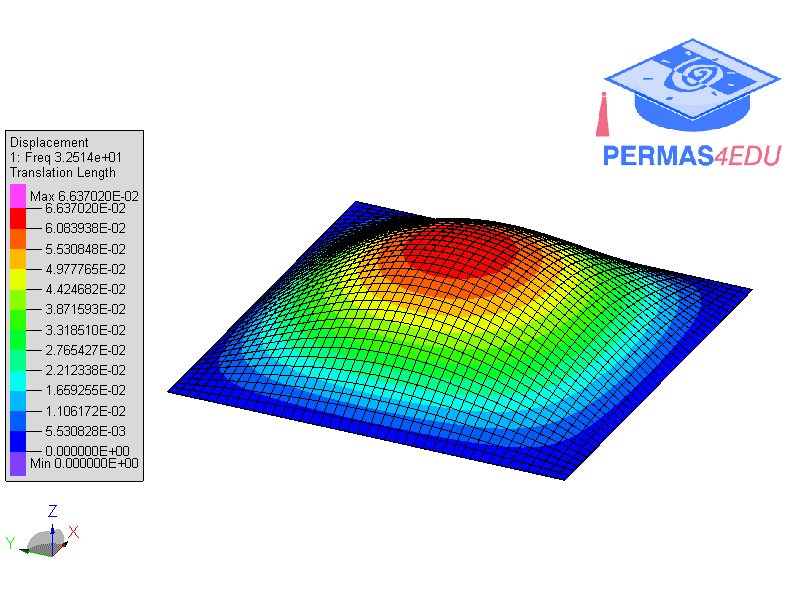 PERMAS4EDU
Displacement
1: Freq 3.2514e+01
Translation Length
Max 6.637020E-02
6.637020E-02
6.083938E-02
5.530848E-02
4.977765E-02
4.424682E-02
3.871593E-02
3.318510E-02
2.765427E-02
2.212338E-02
1.659255E-02
1.106172E-02
5.530828E-03
0.000000E+00
Min 0.000000E+00
Z
X
Y